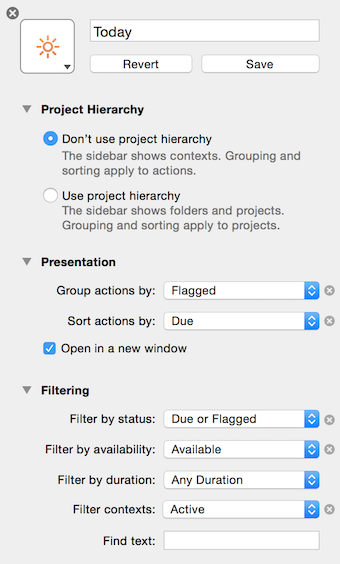 Today
Revert Save
Project Hierarchy
Don't use project hierarchy
The sidebar shows contexts. Grouping and
sorting apply to actions.
Use project hierarchy
The sidebar shows folders and projects.
Grouping and sorting apply to projects.
Presentation
Group actions by: Flagged
Sort actions by: Due
Open in a new window
Filtering
Filter by status: Due or Flagged
Filter by availability: Available
Filter by duration: Any Duration
Filter contexts: Active
Find text: